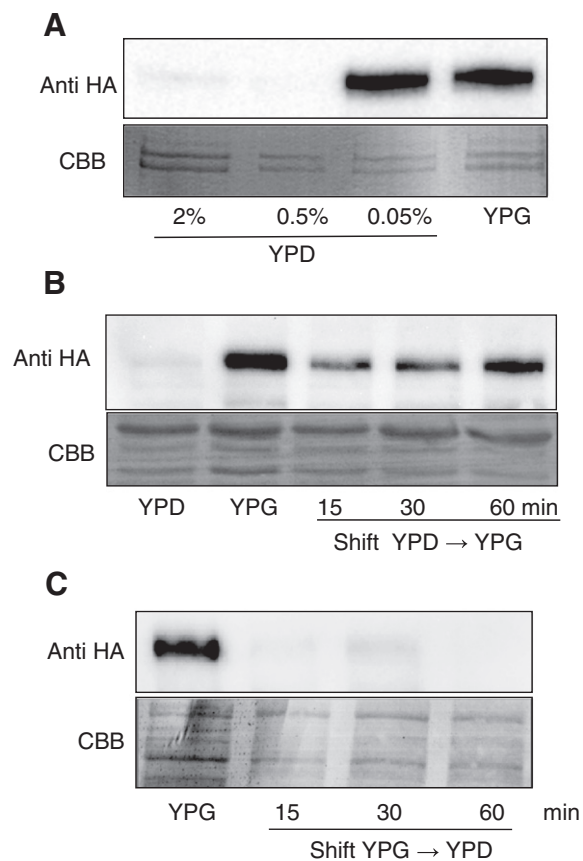 A
Anti HA
CBB
2% 0.5% 0.05% YPG
YPD
B
Anti HA
CBB
YPD YPG 15 30 60 min
Shift YPD → YPG
C
Anti HA
CBB
YPG 15 30 60 min
Shift YPG → YPD